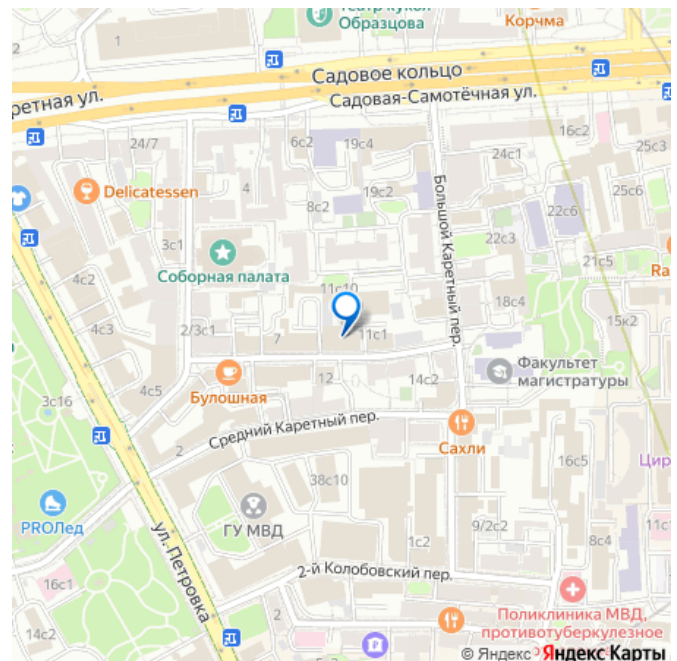 Театр кукол
Образцова
Корчма
1
Садовое кольцо
Садовая-Самотёчная ул.
ретная ул.
24/7
6с2
19с4
16с2
25с3
24с1
Delicatessen
4
19с2
8с2
Большой Каретный пер.
25с6
22с6
3с1
22с3
Соборная палата
21с5
Ra
4с2
11с10
18с4
4с3
2/3с1
7
11с1
15к2
Факультет
магистратуры
4с5
Булошная
12
14с2
3с16
Средний Каретный пер.
2
Сахли
38с10
16с5
Цир
PROЛед
ГУ МВД
ул. Петровка
9/2с2
11с1
1с2
8с4
2-й Колобовский пер.
16с1
Поликлиника МВД,
противотуберкулезное
14с2
© Яндекс Яндекс Карты